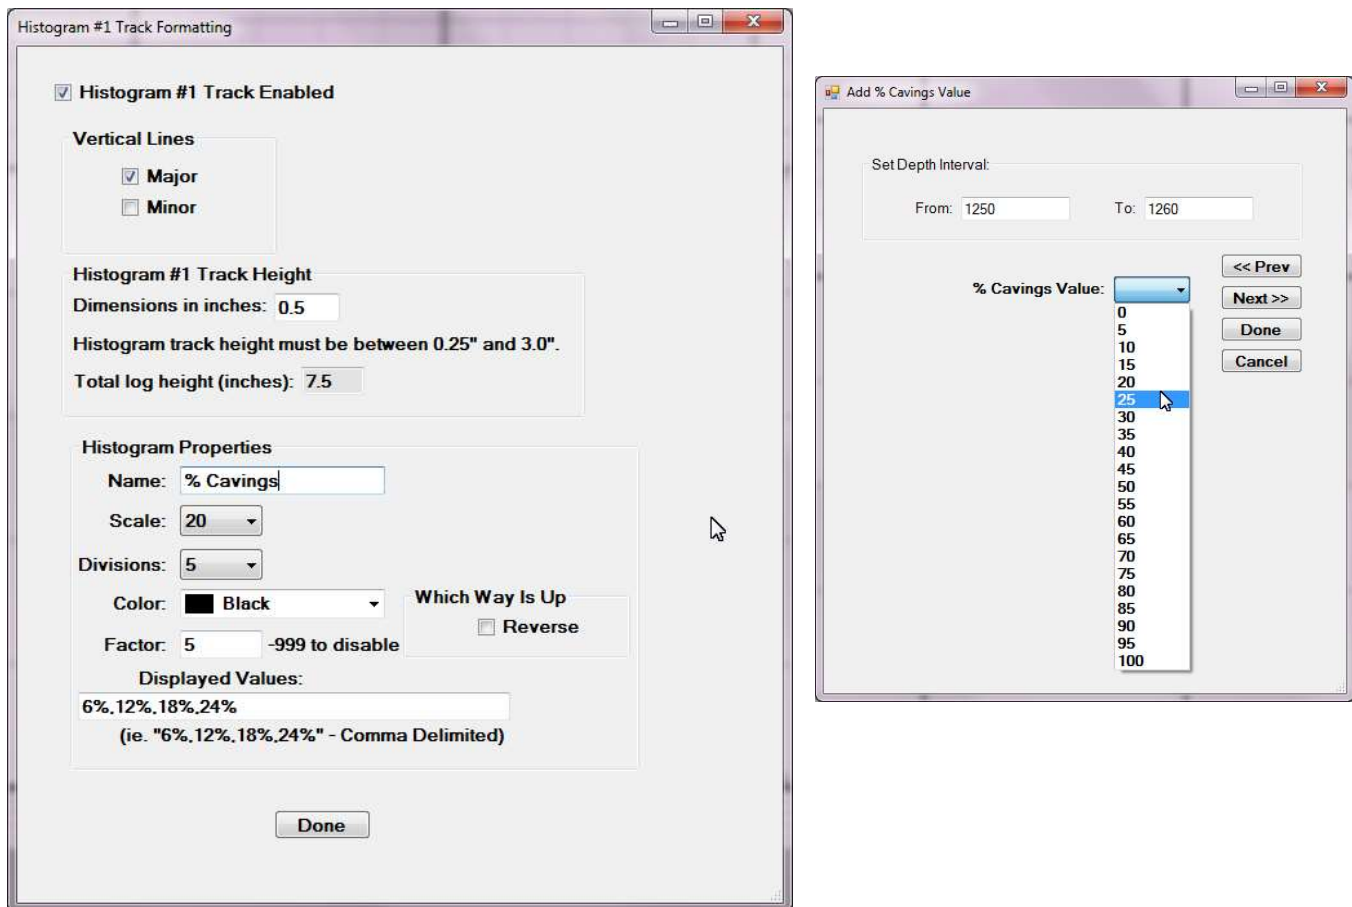 Histogram #1 Track Formatting
Histogram #1 Track Enabled
Vertical Lines
Major
Minor
Histogram #1 Track Height
Dimensions in inches: 0.5
Histogram track height must be between 0.25" and 3.0".
Total log height (inches): 7.5
Histogram Properties
Name: % Cavings
Scale: 20
Divisions: 5
Color: Black
Which Way Is Up
Reverse
Factor: 5 -999 to disable
Displayed Values:
6%,12%,18%,24%
(ie. "6%,12%,18%,24%" - Comma Delimited)
Done
Add % Cavings Value
Set Depth Interval:
From: 1250 To: 1260
% Cavings Value:
0
5
10
15
20
25
30
35
40
45
50
55
60
65
70
75
80
85
90
95
100
<< Prev
Next >>
Done
Cancel